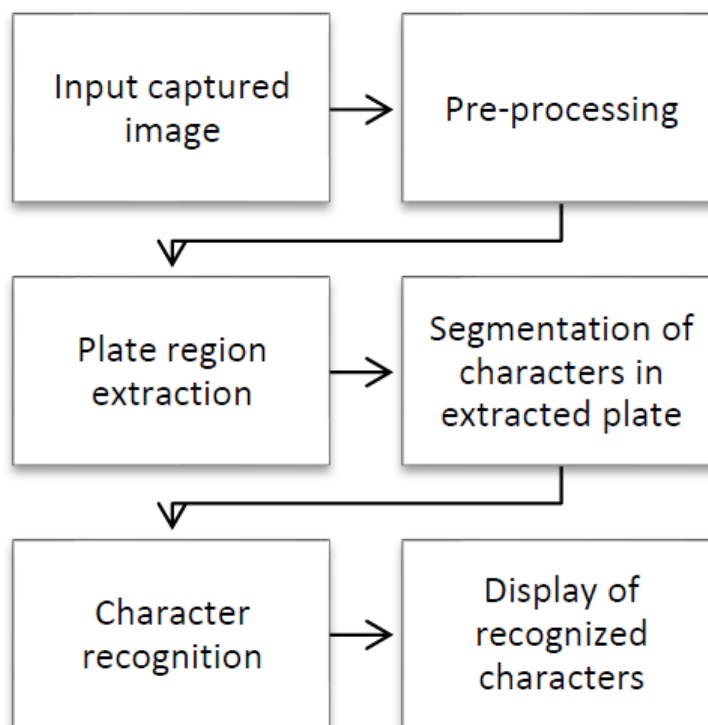 Input captured
image
Pre-processing
Plate region
extraction
Segmentation of
characters in
extracted plate
Character
recognition
Display of
recognized
characters